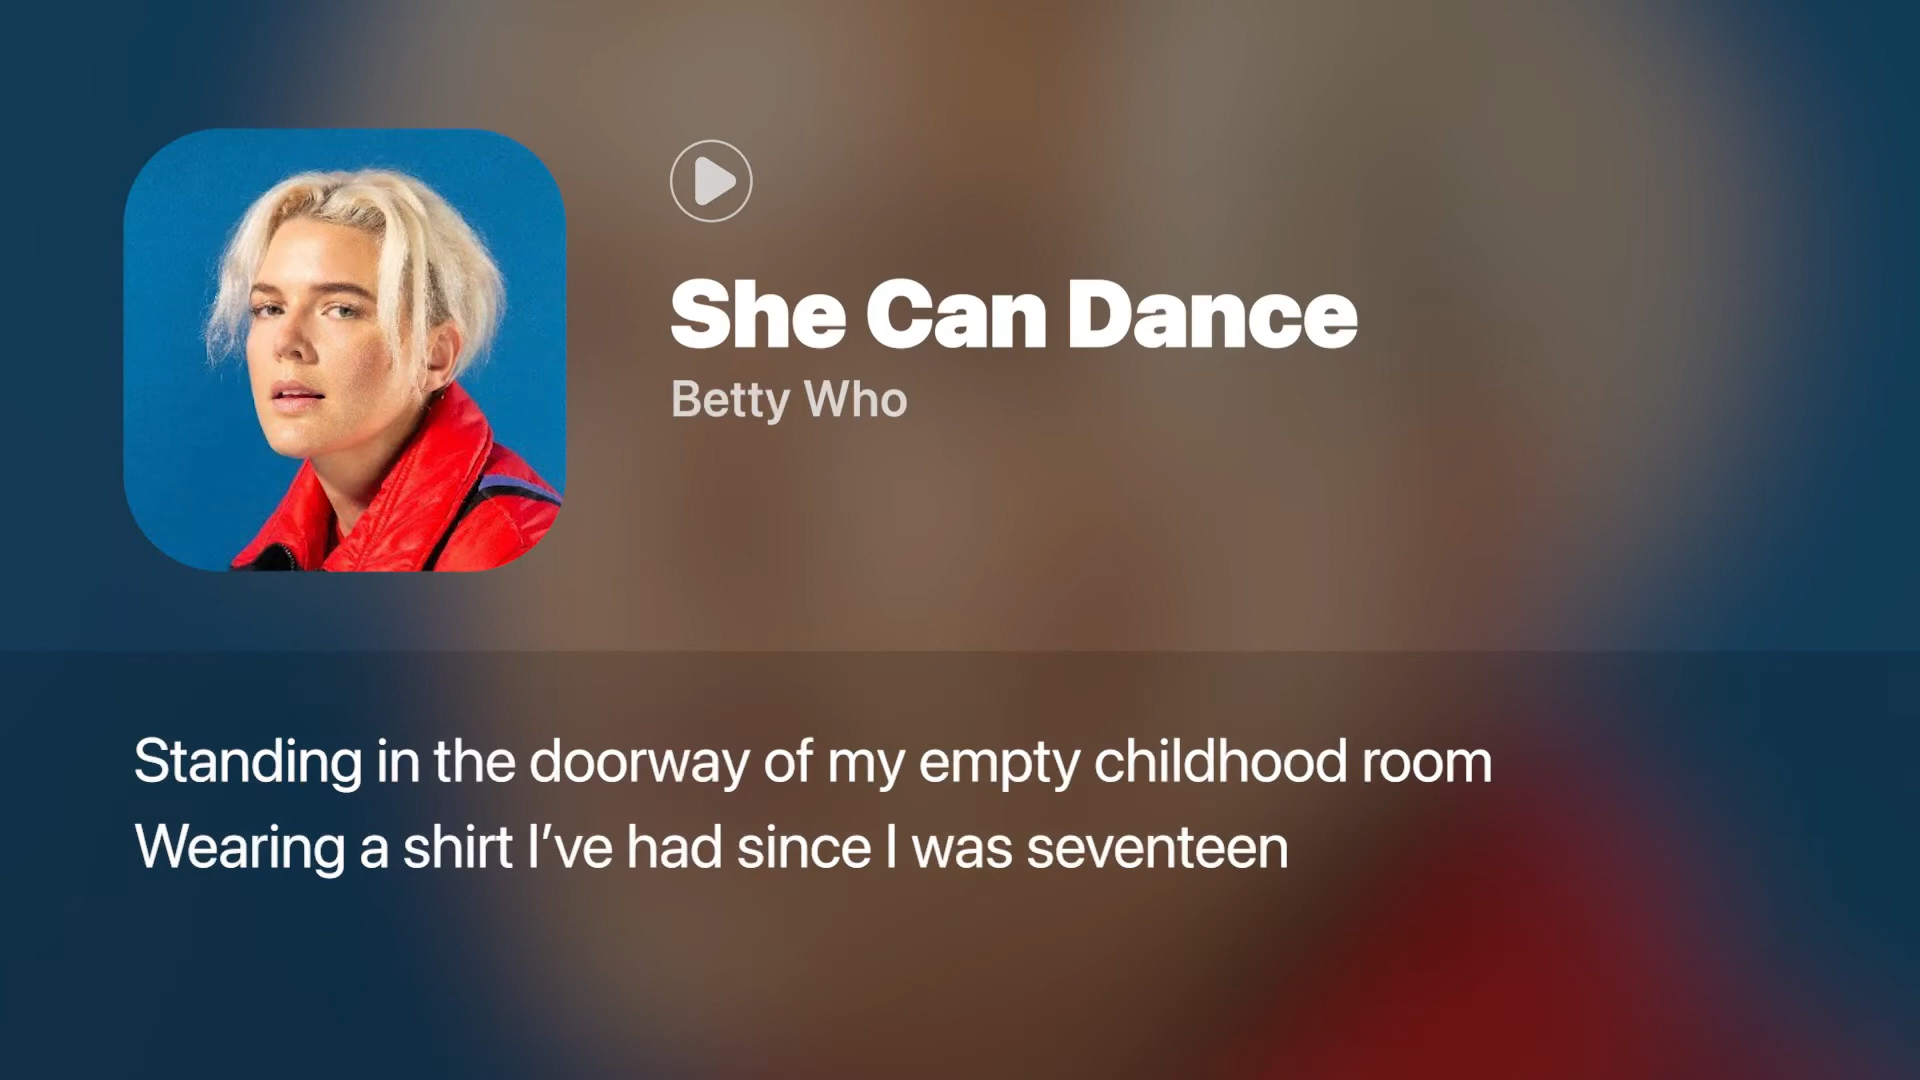 She Can Dance
Betty Who
Standing in the doorway of my empty childhood room
Wearing a shirt I’ve had since I was seventeen